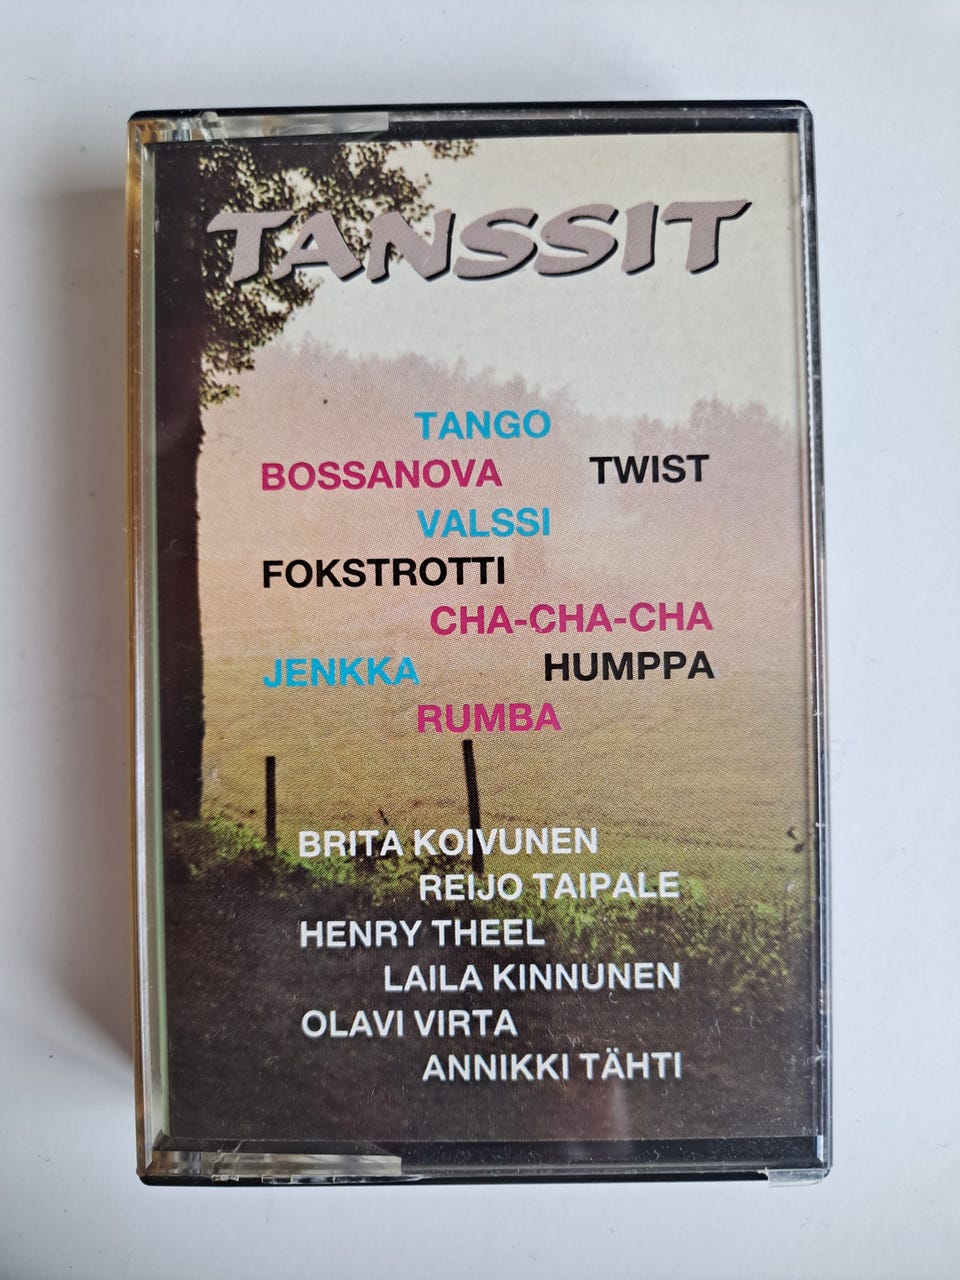 TANSSIT
TANGO
BOSSANOVA TWIST
VALSSI
FOKSTROTTI
CHA-CHA-CHA
JENKKA HUMPPA
RUMBA
BRITA KOIVUNEN
REIJO TAIPALE
HENRY THEEL
LAILA KINNUNEN
OLAVI VIRTA
ANNIKKI TÄHTI